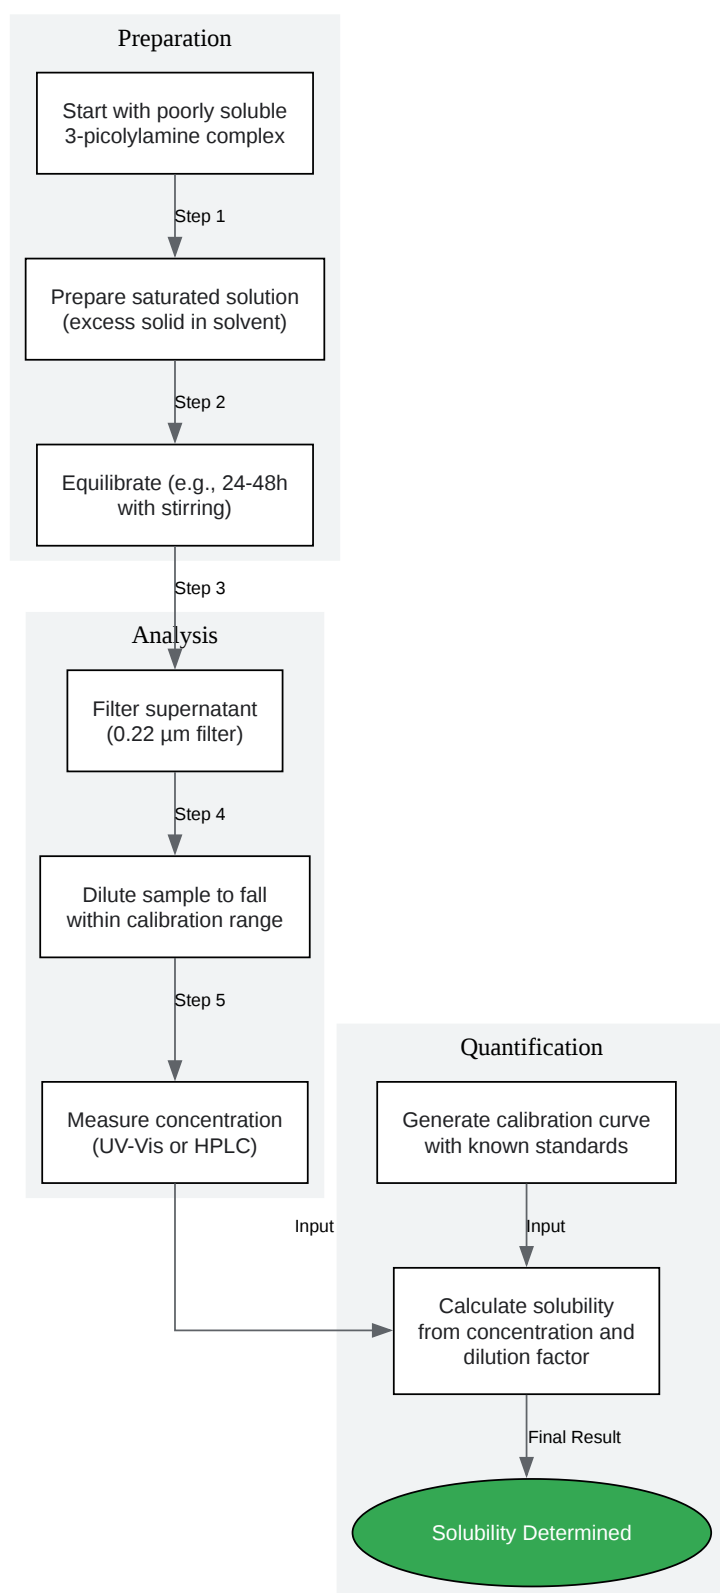 Preparation
Start with poorly soluble
3-picolylamine complex
Step 1
Prepare saturated solution
(excess solid in solvent)
Step 2
Equilibrate (e.g., 24-48h
with stirring)
Step 3
Analysis
Filter supernatant
(0.22 µm filter)
Step 4
Dilute sample to fall
within calibration range
Step 5
Measure concentration
(UV-Vis or HPLC)
Input
Quantification
Generate calibration curve
with known standards
Input
Calculate solubility
from concentration and
dilution factor
Final Result
Solubility Determined